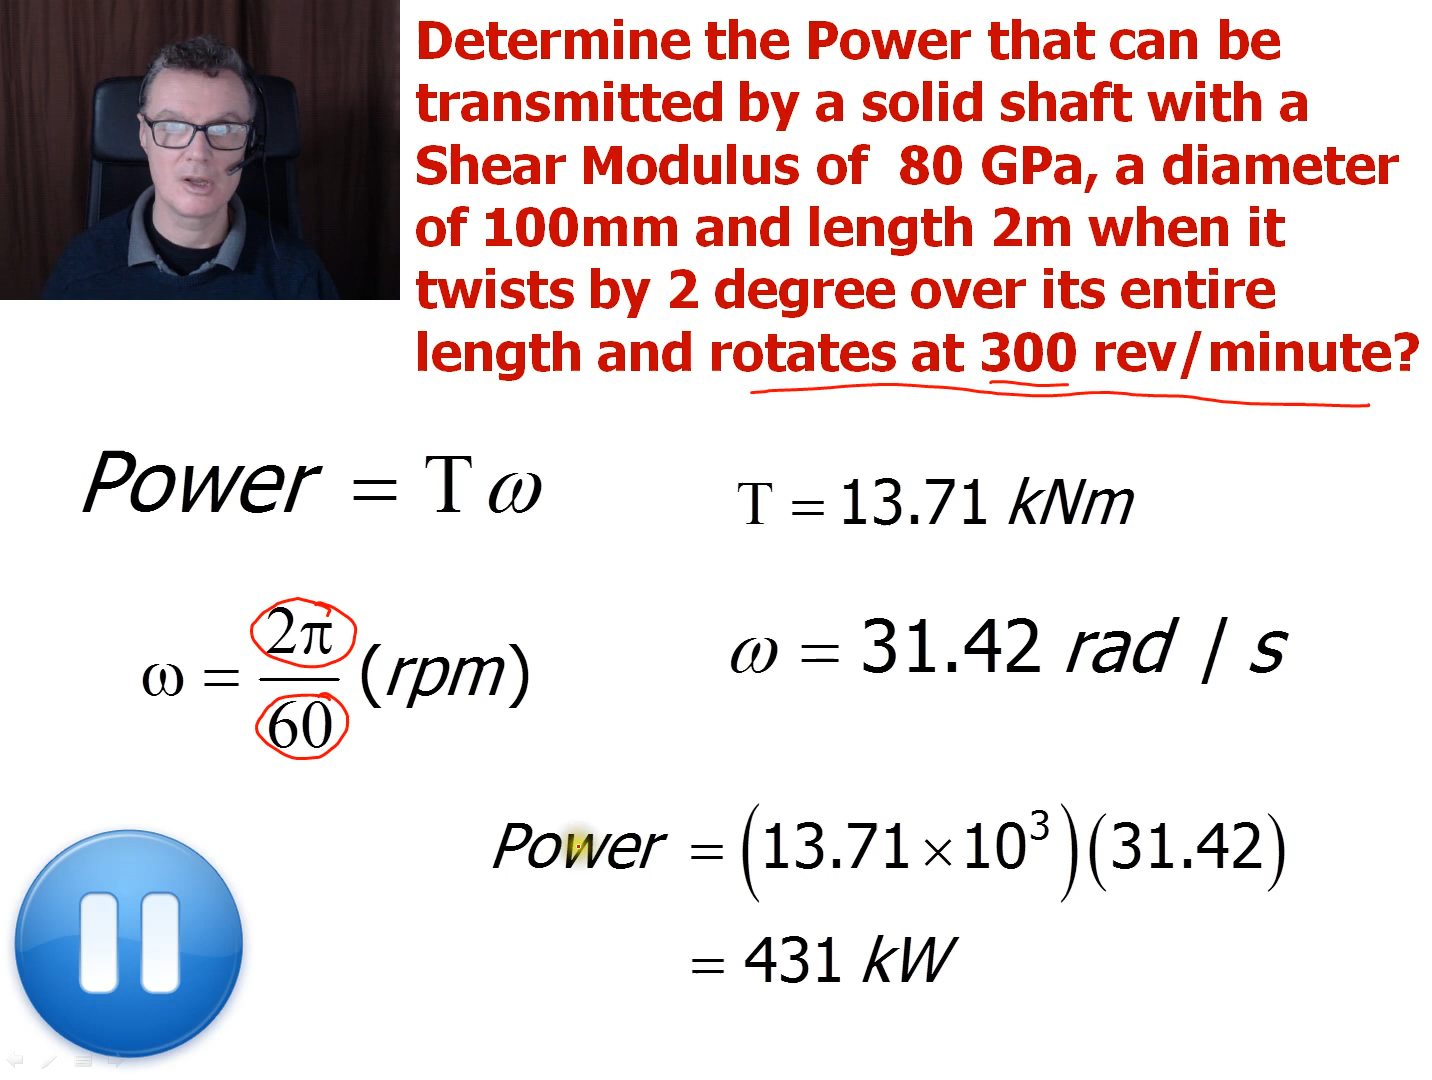 Determine the Power that can be
transmitted by a solid shaft with a
Shear Modulus of 80 GPa, a diameter
of 100mm and length 2m when it
twists by 2 degree over its entire
length and rotates at 300 rev/minute?
Power = Τ ω
Τ = 13.71 kNm
ω = 2π/60 (rpm)
ω = 31.42 rad / s
Power = (13.71 × 10³)(31.42)
= 431 kW